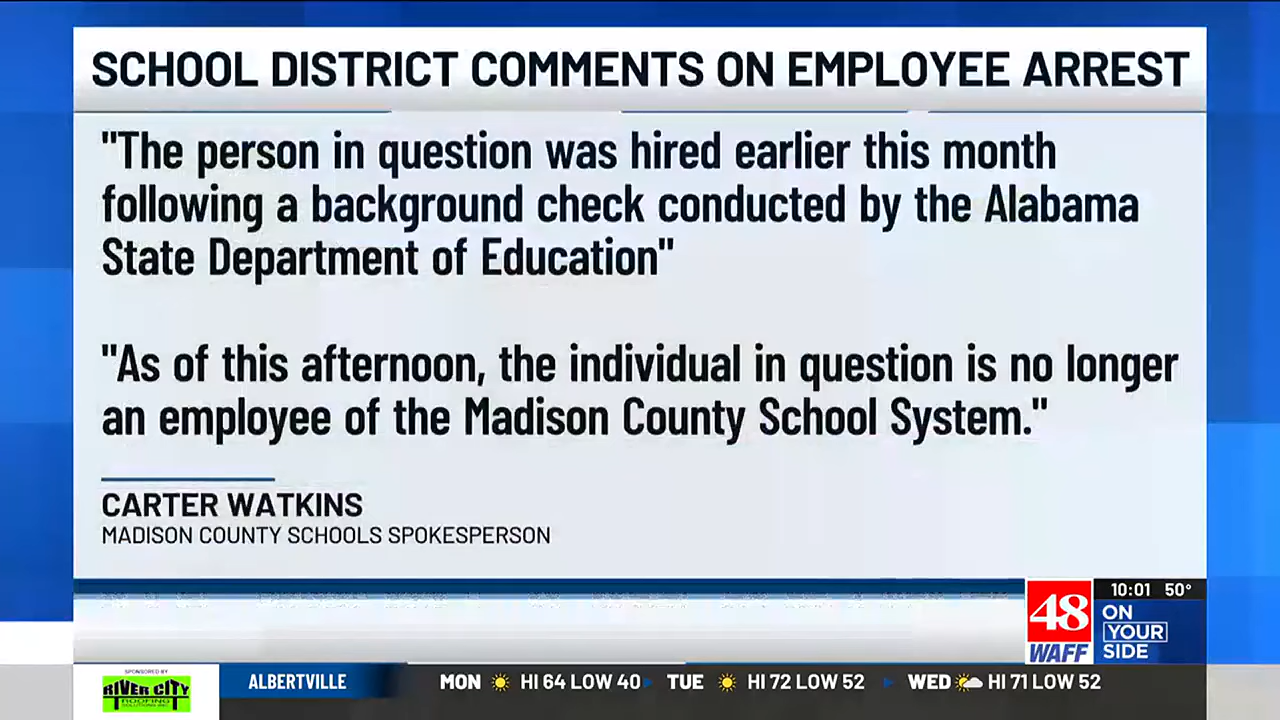 SCHOOL DISTRICT COMMENTS ON EMPLOYEE ARREST
"The person in question was hired earlier this month
following a background check conducted by the Alabama
State Department of Education"
"As of this afternoon, the individual in question is no longer
an employee of the Madison County School System."
CARTER WATKINS
MADISON COUNTY SCHOOLS SPOKESPERSON
48
WAFF
10:01 50°
ON
YOUR
SIDE
SPONSORED BY
RIVER CITY
ROOFING
ALBERTVILLE
MON HI 64 LOW 40 TUE HI 72 LOW 52 WED HI 71 LOW 52